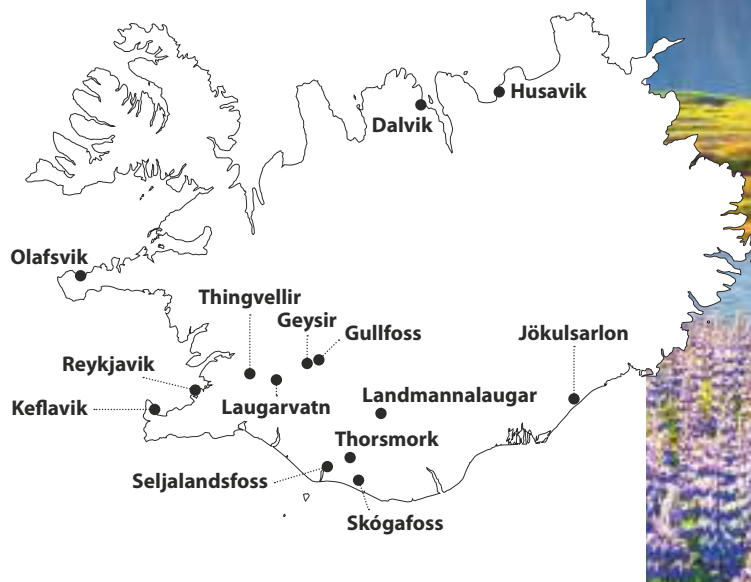 Husavik
Dalvik
Olafsvik
Thingvellir
Geysir
Gullfoss
Jökulsarlon
Reykjavik
Landmannalaugar
Keflavik
Laugarvatn
Thorsmork
Seljalandsfoss
Skógafoss